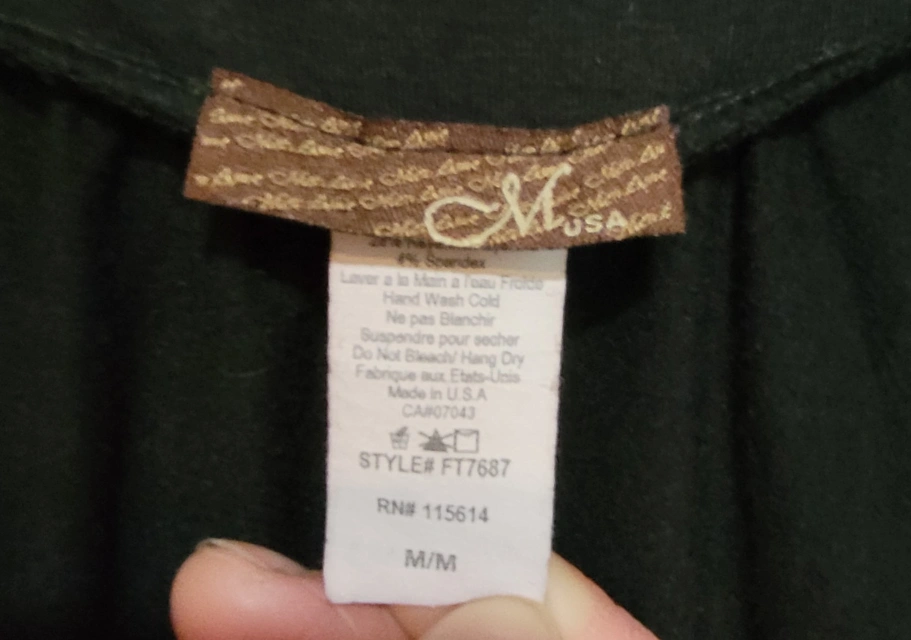 M USA
4% Spandex
Laver a la Main a l'eau Froide
Hand Wash Cold
Ne pas Blanchir
Suspendre pour secher
Do Not Bleach/ Hang Dry
Fabrique aux Etats-Unis
Made in U.S.A
CA#07043
STYLE# FT7687
RN# 115614
M/M